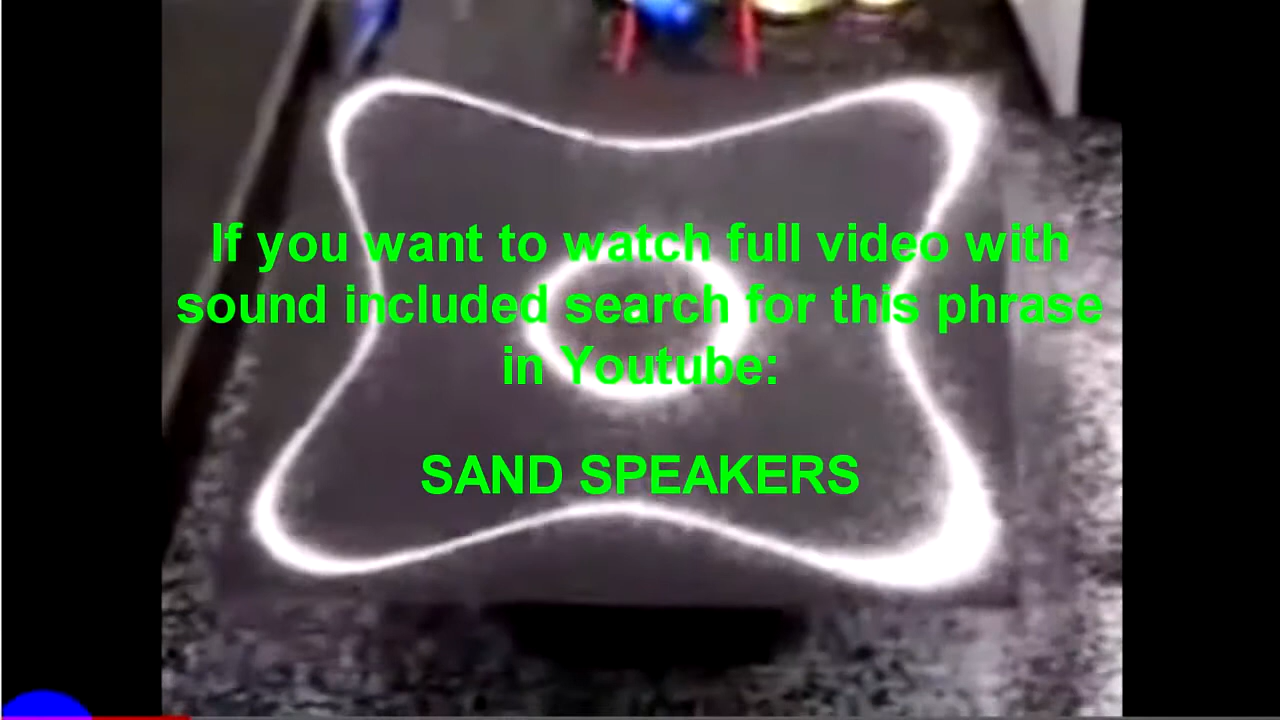 If you want to watch full video with
sound included search for this phrase
in Youtube:
SAND SPEAKERS